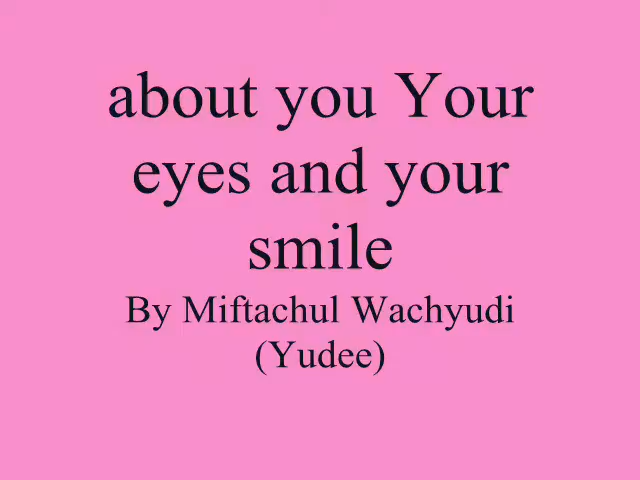 about you Your
eyes and your
smile
By Miftachul Wachyudi
(Yudee)